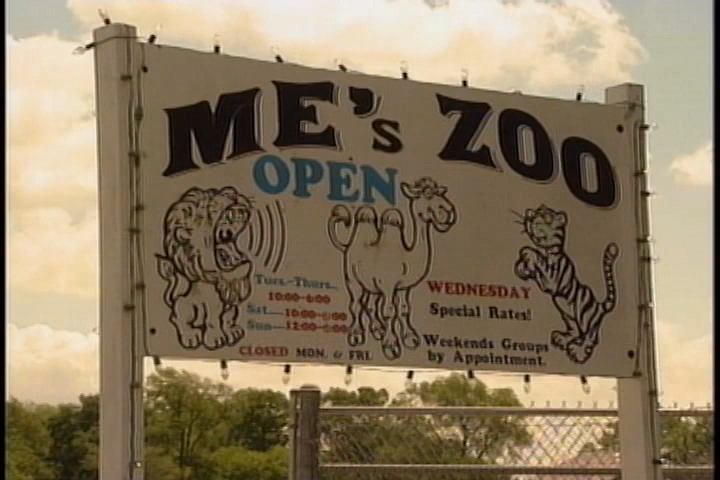 ME's ZOO
OPEN
Tues.-Thurs..
10:00-6:00
Sat.... 10:00-6:00
Sun... 12:00-6:00
CLOSED MON. & FRI.
WEDNESDAY
Special Rates!
Weekends Groups
by Appointment.